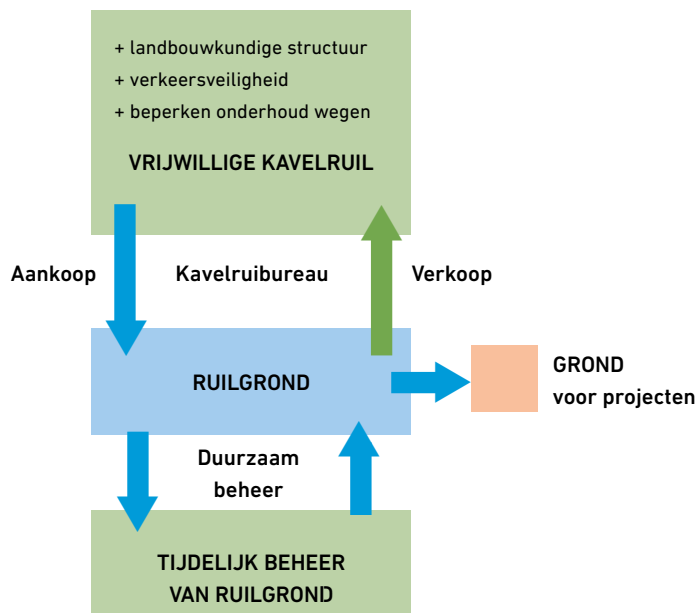 + landbouwkundige structuur
+ verkeersveiligheid
+ beperken onderhoud wegen
VRIJWILLIGE KAVELRUIL
Aankoop
Kavelruibureau
Verkoop
RUILGROND
GROND
voor projecten
Duurzaam
beheer
TIJDELIJK BEHEER
VAN RUILGROND